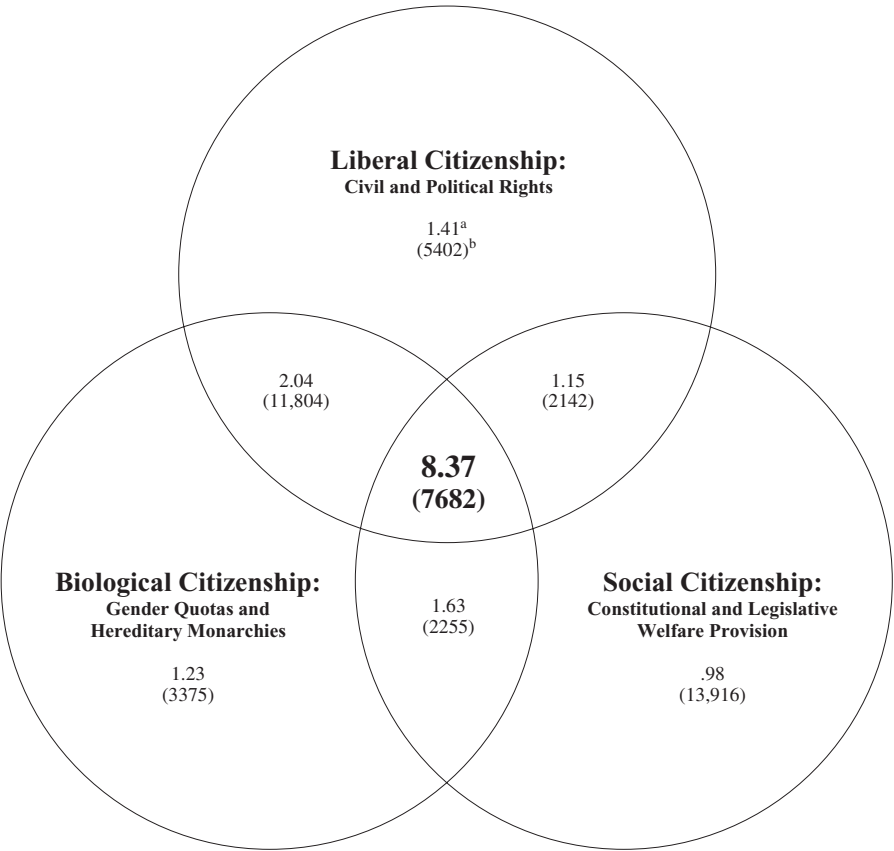 Liberal Citizenship:
Civil and Political Rights
1.41ᵃ
(5402)ᵇ
2.04
(11,804)
1.15
(2142)
8.37
(7682)
Biological Citizenship:
Gender Quotas and
Hereditary Monarchies
1.23
(3375)
1.63
(2255)
Social Citizenship:
Constitutional and Legislative
Welfare Provision
.98
(13,916)